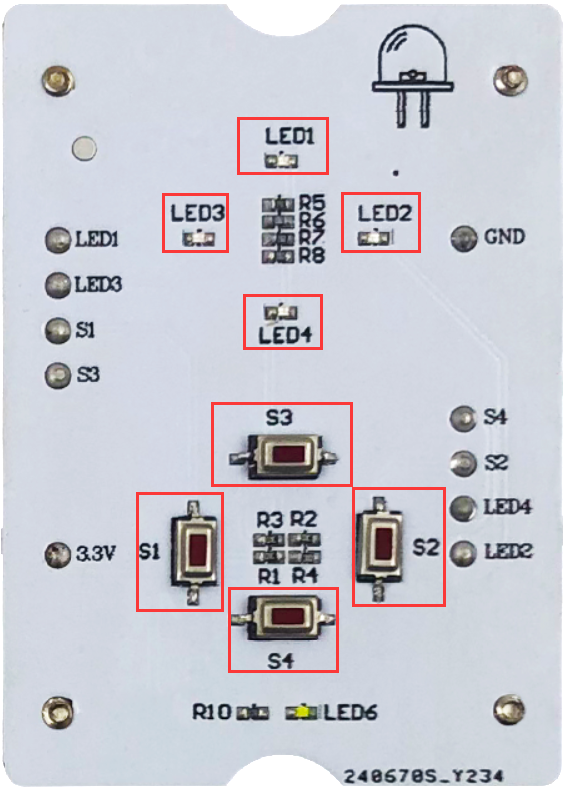 LED1
LED3
LED2
R5
R6
R7
R8
LED1
GND
LED3
S1
LED4
S3
S3
S4
S2
LED4
R3 R2
3.3V
S1
S2
LED2
R1 R4
S4
R10
LED6
240670S_Y234